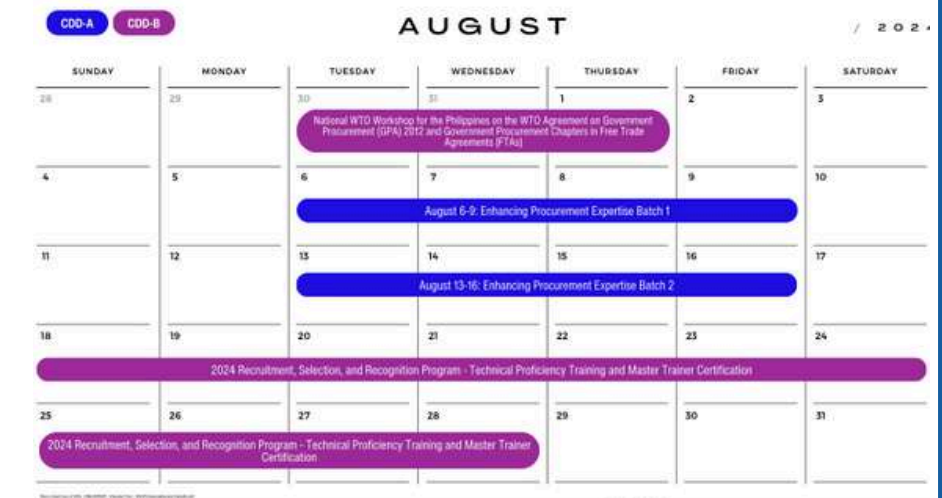 CDD-A CDD-B
AUGUST
/ 202
SUNDAY MONDAY TUESDAY WEDNESDAY THURSDAY FRIDAY SATURDAY
28 29 30 31 1 2 3
National WTO Workshop for the Philippines on the WTO Agreement on Government
Procurement (GPA) 2012 and Government Procurement Chapters in Free Trade
Agreements (FTAs)
4 5 6 7 8 9 10
August 6-9: Enhancing Procurement Expertise Batch 1
11 12 13 14 15 16 17
August 13-16: Enhancing Procurement Expertise Batch 2
18 19 20 21 22 23 24
2024 Recruitment, Selection, and Recognition Program - Technical Proficiency Training and Master Trainer Certification
25 26 27 28 29 30 31
2024 Recruitment, Selection, and Recognition Program - Technical Proficiency Training and Master Trainer
Certification